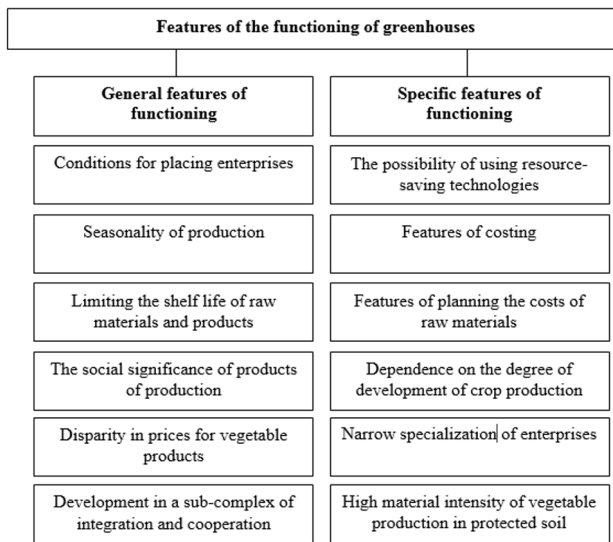 Features of the functioning of greenhouses
General features of
functioning
Specific features of
functioning
Conditions for placing enterprises
The possibility of using resource-
saving technologies
Seasonality of production
Features of costing
Limiting the shelf life of raw
materials and products
Features of planning the costs of
raw materials
The social significance of products
of production
Dependence on the degree of
development of crop production
Disparity in prices for vegetable
products
Narrow specialization of enterprises
Development in a sub-complex of
integration and cooperation
High material intensity of vegetable
production in protected soil